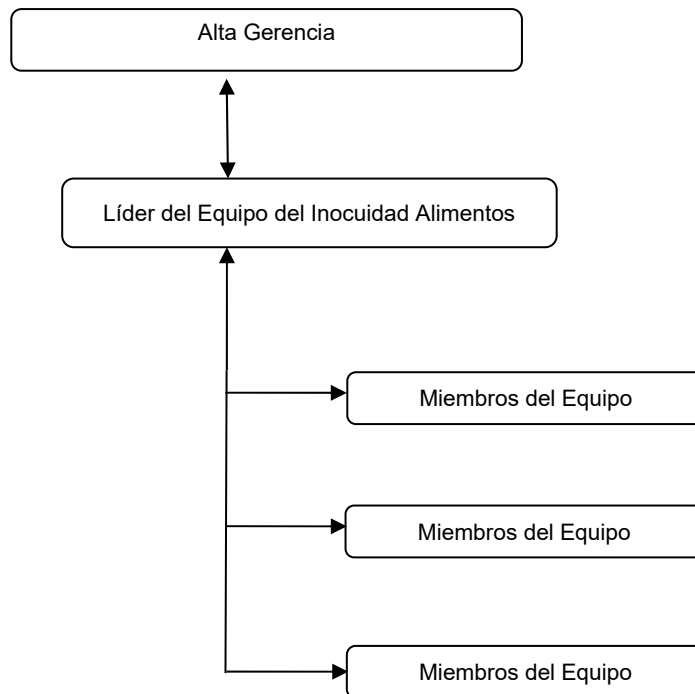 Alta Gerencia
Líder del Equipo del Inocuidad Alimentos
Miembros del Equipo
Miembros del Equipo
Miembros del Equipo